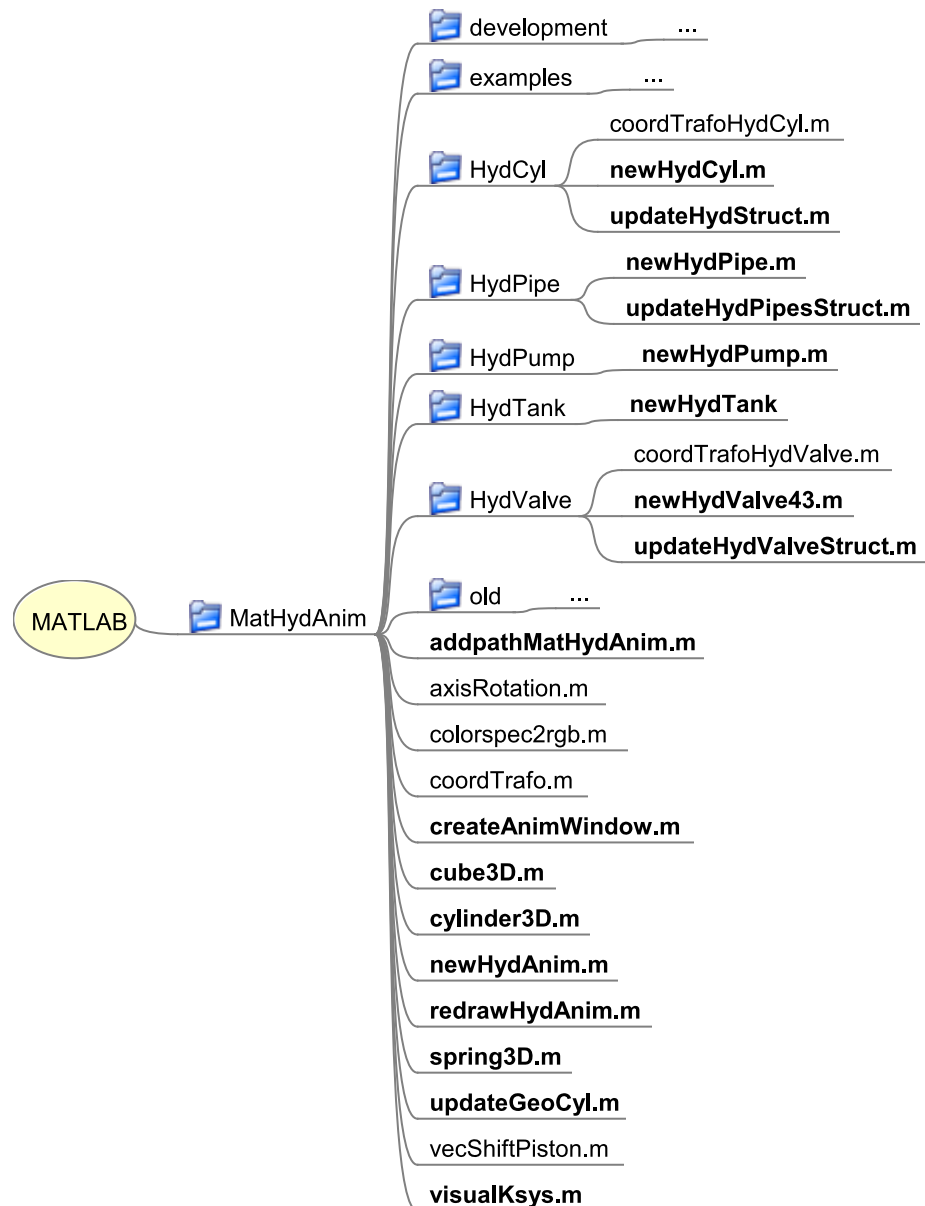 development ...
examples ...
coordTrafoHydCyl.m
HydCyl newHydCyl.m
updateHydStruct.m
newHydPipe.m
HydPipe
updateHydPipesStruct.m
HydPump newHydPump.m
HydTank newHydTank
coordTrafoHydValve.m
HydValve newHydValve43.m
updateHydValveStruct.m
old ...
MATLAB MatHydAnim
addpathMatHydAnim.m
axisRotation.m
colorspec2rgb.m
coordTrafo.m
createAnimWindow.m
cube3D.m
cylinder3D.m
newHydAnim.m
redrawHydAnim.m
spring3D.m
updateGeoCyl.m
vecShiftPiston.m
visualKsys.m